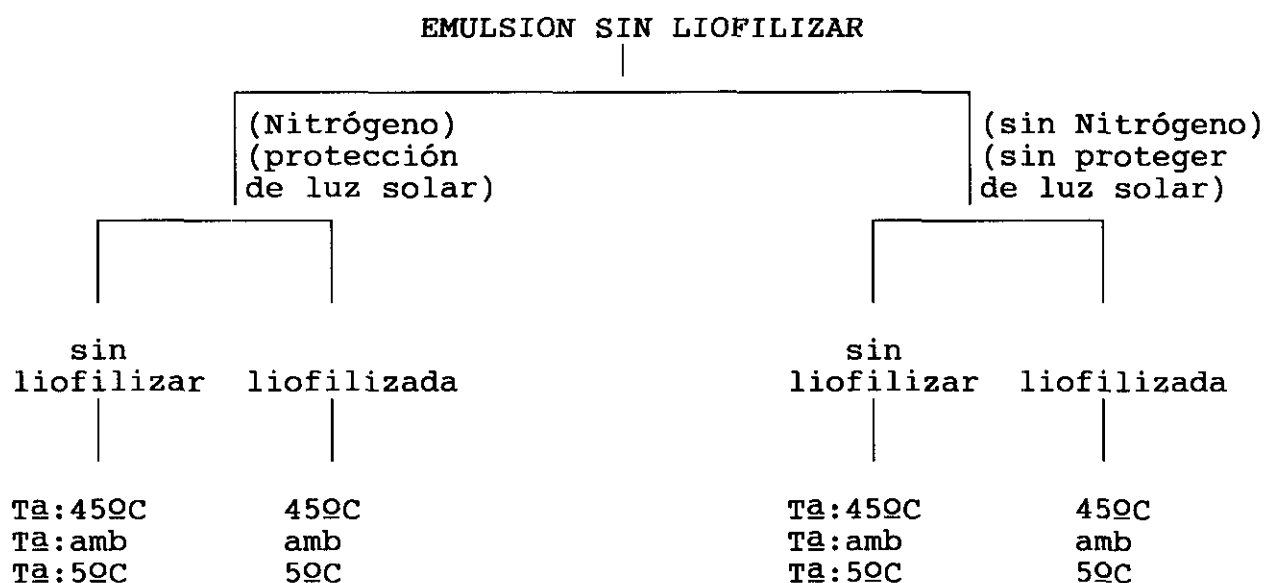 EMULSION SIN LIOFILIZAR
(Nitrógeno) (sin Nitrógeno)
(protección (sin proteger
de luz solar) de luz solar)
sin sin
liofilizar liofilizada liofilizar liofilizada
Tª:45ºC 45ºC Tª:45ºC 45ºC
Tª:amb amb Tª:amb amb
Tª:5ºC 5ºC Tª:5ºC 5ºC